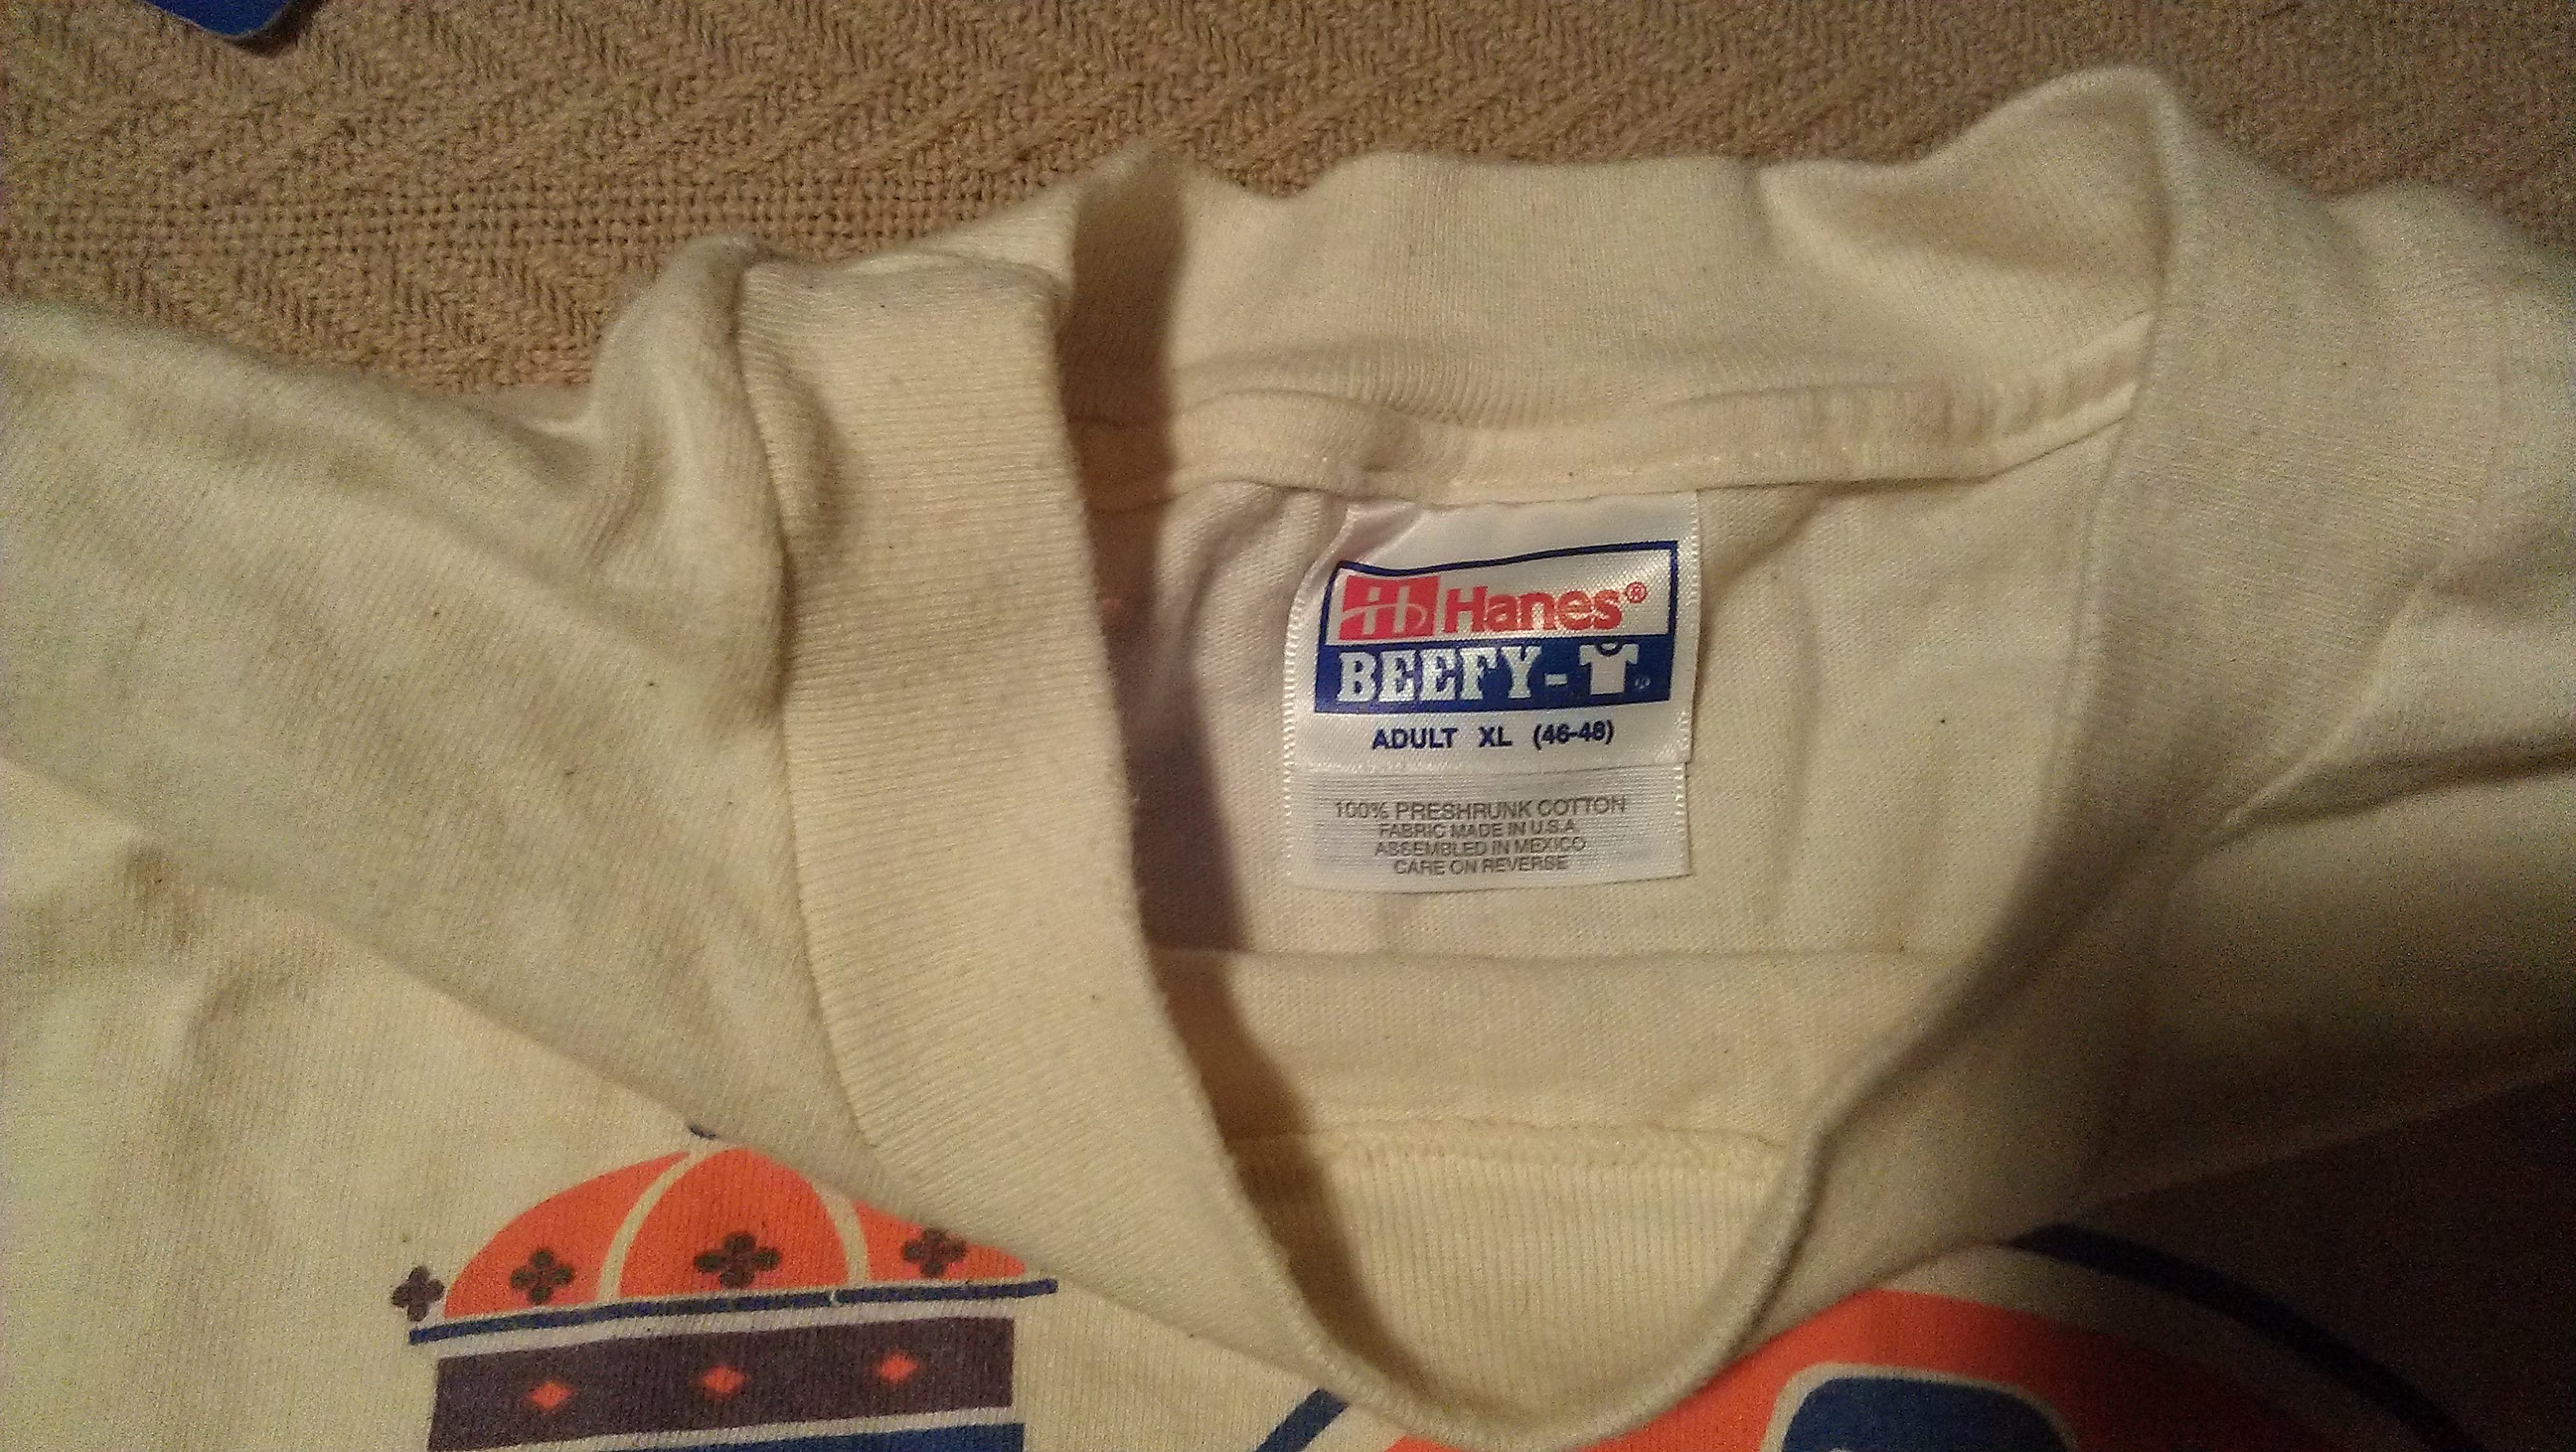 Hanes®
BEEFY-T
ADULT XL (46-48)
100% PRESHRUNK COTTON
FABRIC MADE IN U.S.A.
ASSEMBLED IN MEXICO
CARE ON REVERSE